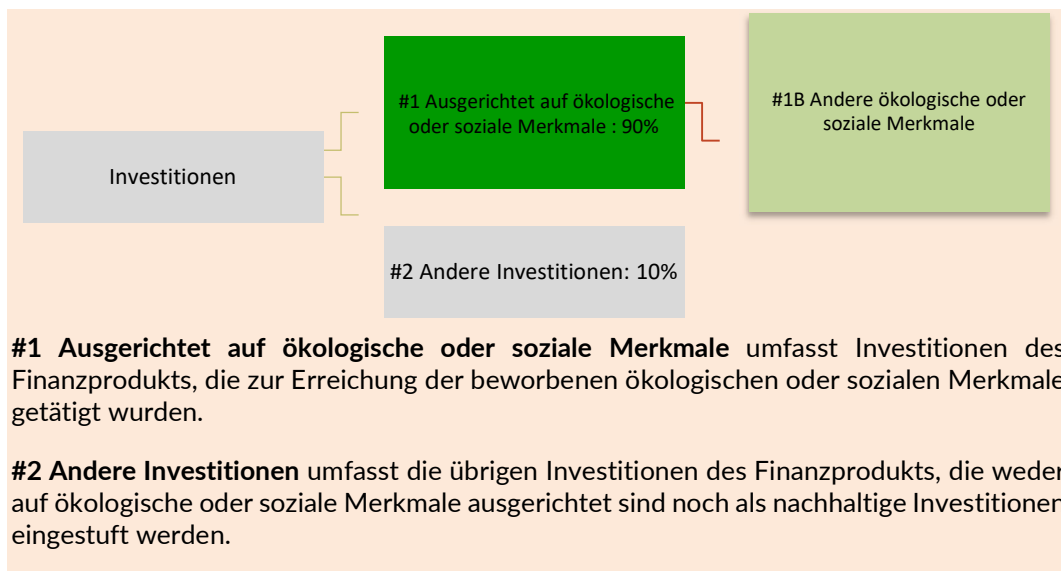 #1 Ausgerichtet auf ökologische
oder soziale Merkmale : 90%
#1B Andere ökologische oder
soziale Merkmale
Investitionen
#2 Andere Investitionen: 10%
#1 Ausgerichtet auf ökologische oder soziale Merkmale umfasst Investitionen des
Finanzprodukts, die zur Erreichung der beworbenen ökologischen oder sozialen Merkmale
getätigt wurden.
#2 Andere Investitionen umfasst die übrigen Investitionen des Finanzprodukts, die weder
auf ökologische oder soziale Merkmale ausgerichtet sind noch als nachhaltige Investitionen
eingestuft werden.